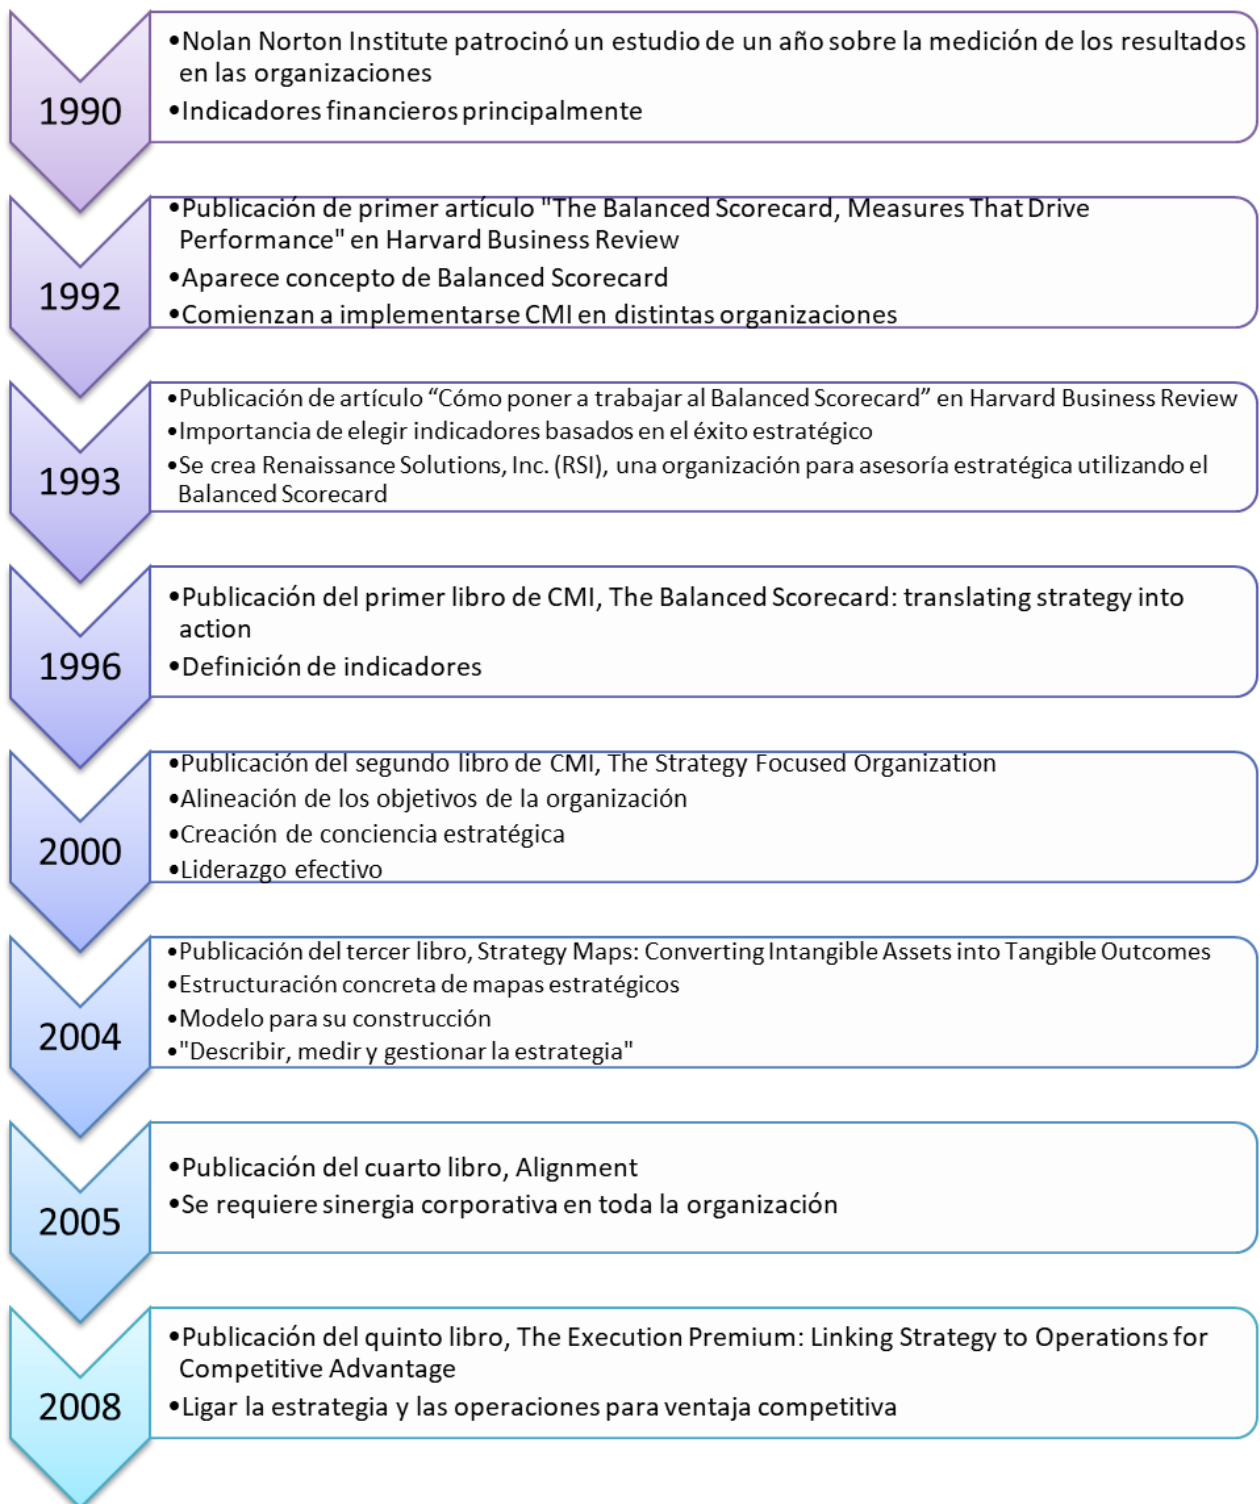 1990
•Nolan Norton Institute patrocinó un estudio de un año sobre la medición de los resultados
en las organizaciones
•Indicadores financieros principalmente
1992
•Publicación de primer artículo "The Balanced Scorecard, Measures That Drive
Performance" en Harvard Business Review
•Aparece concepto de Balanced Scorecard
•Comienzan a implementarse CMI en distintas organizaciones
1993
•Publicación de artículo “Cómo poner a trabajar al Balanced Scorecard” en Harvard Business Review
•Importancia de elegir indicadores basados en el éxito estratégico
•Se crea Renaissance Solutions, Inc. (RSI), una organización para asesoría estratégica utilizando el
Balanced Scorecard
1996
•Publicación del primer libro de CMI, The Balanced Scorecard: translating strategy into
action
•Definición de indicadores
2000
•Publicación del segundo libro de CMI, The Strategy Focused Organization
•Alineación de los objetivos de la organización
•Creación de conciencia estratégica
•Liderazgo efectivo
2004
•Publicación del tercer libro, Strategy Maps: Converting Intangible Assets into Tangible Outcomes
•Estructuración concreta de mapas estratégicos
•Modelo para su construcción
•"Describir, medir y gestionar la estrategia"
2005
•Publicación del cuarto libro, Alignment
•Se requiere sinergia corporativa en toda la organización
2008
•Publicación del quinto libro, The Execution Premium: Linking Strategy to Operations for
Competitive Advantage
•Ligar la estrategia y las operaciones para ventaja competitiva